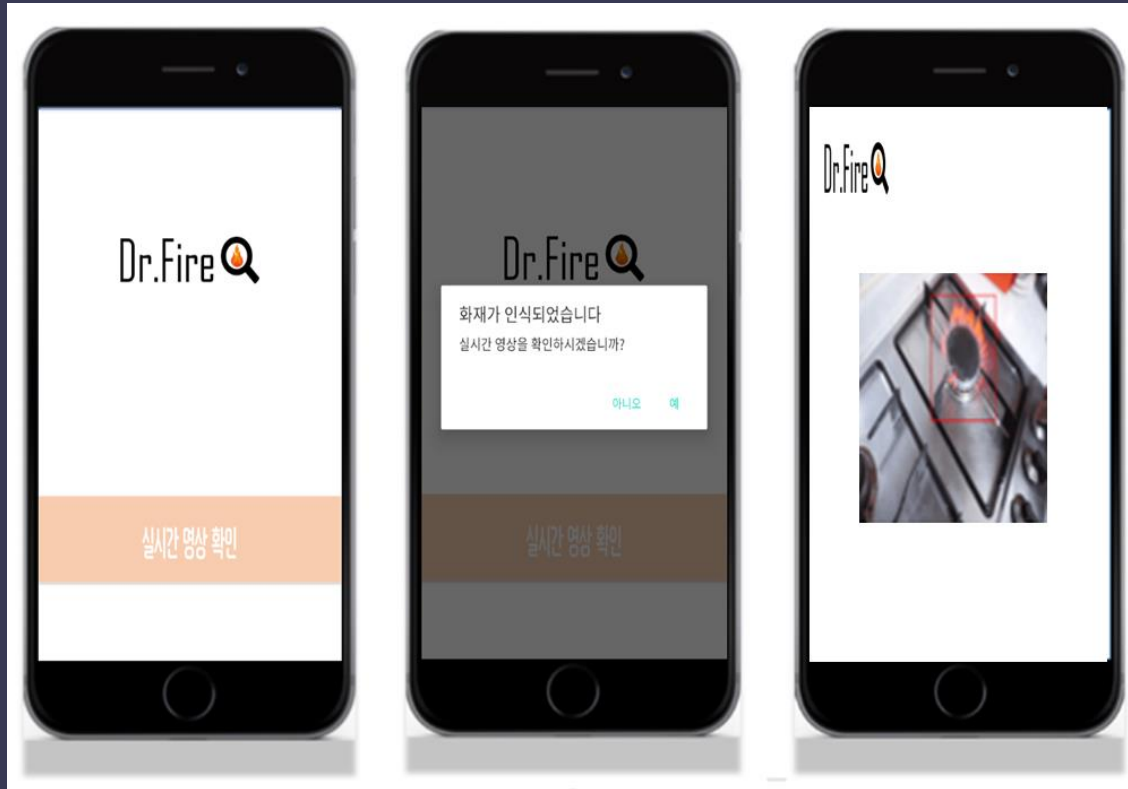 Dr.Fire
실시간 영상 확인
Dr.Fire
화재가 인식되었습니다
실시간 영상을 확인하시겠습니까?
아니오 예
실시간 영상 확인
Dr.Fire